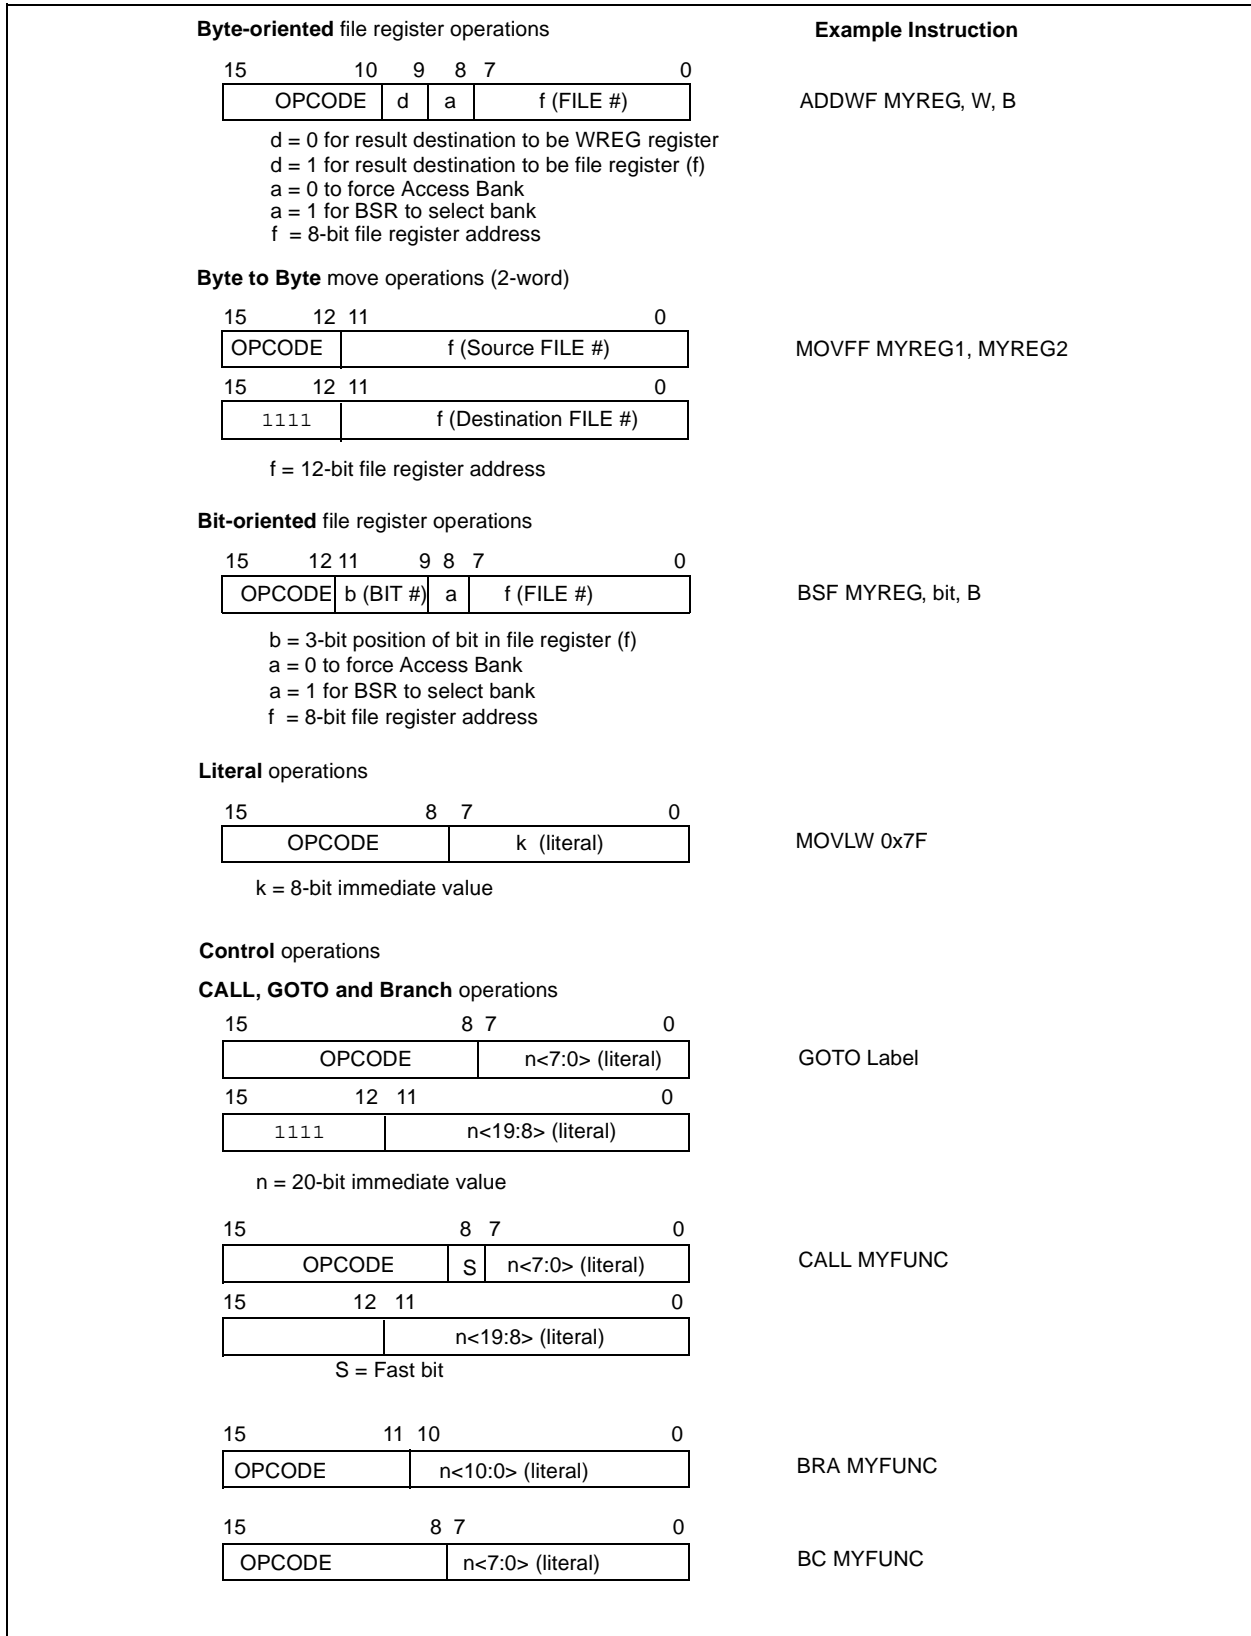 Byte-oriented file register operations Example Instruction
15 10 9 8 7 0
OPCODE d a f (FILE #) ADDWF MYREG, W, B
d = 0 for result destination to be WREG register
d = 1 for result destination to be file register (f)
a = 0 to force Access Bank
a = 1 for BSR to select bank
f = 8-bit file register address
Byte to Byte move operations (2-word)
15 12 11 0
OPCODE f (Source FILE #) MOVFF MYREG1, MYREG2
15 12 11 0
1111 f (Destination FILE #)
f = 12-bit file register address
Bit-oriented file register operations
15 12 11 9 8 7 0
OPCODE b (BIT #) a f (FILE #) BSF MYREG, bit, B
b = 3-bit position of bit in file register (f)
a = 0 to force Access Bank
a = 1 for BSR to select bank
f = 8-bit file register address
Literal operations
15 8 7 0
OPCODE k (literal) MOVLW 0x7F
k = 8-bit immediate value
Control operations
CALL, GOTO and Branch operations
15 8 7 0
OPCODE n<7:0> (literal) GOTO Label
15 12 11 0
1111 n<19:8> (literal)
n = 20-bit immediate value
15 8 7 0
OPCODE S n<7:0> (literal) CALL MYFUNC
15 12 11 0
n<19:8> (literal)
S = Fast bit
15 11 10 0
OPCODE n<10:0> (literal) BRA MYFUNC
15 8 7 0
OPCODE n<7:0> (literal) BC MYFUNC